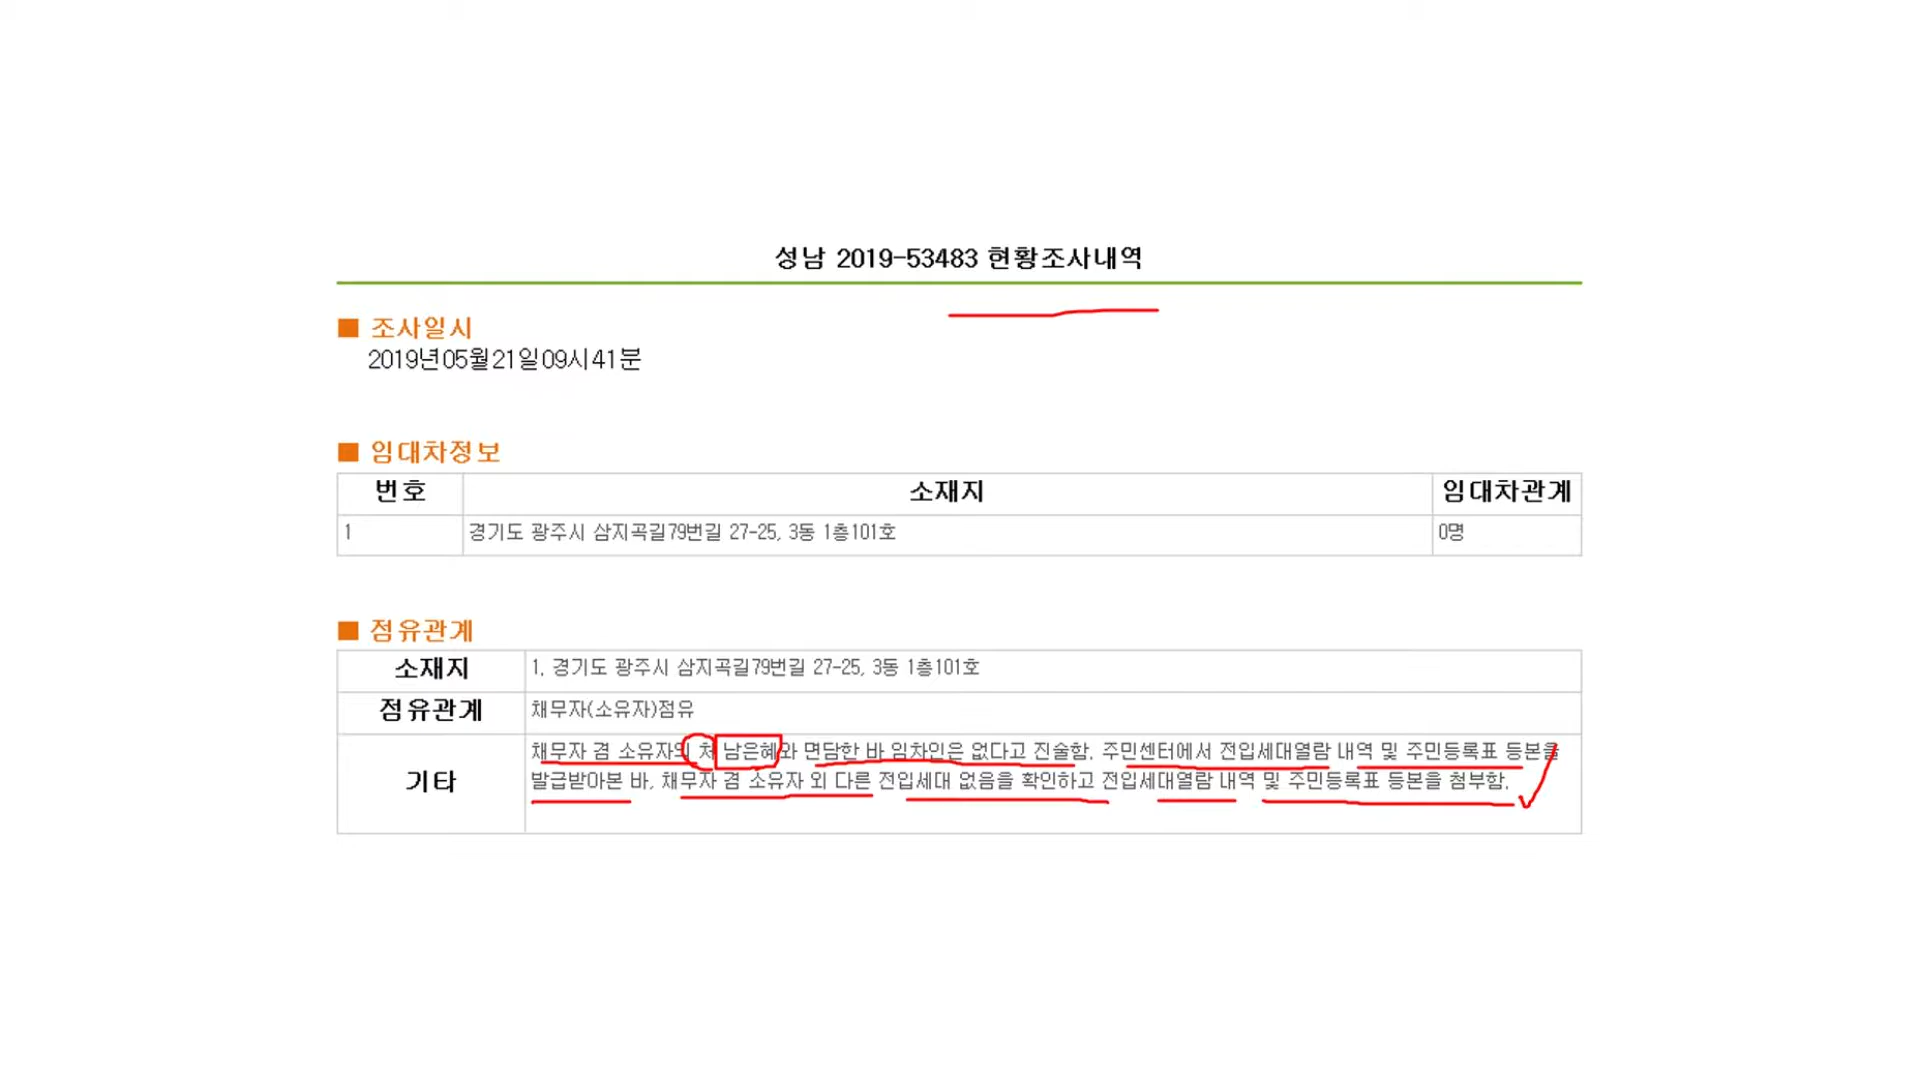 성남 2019-53483 현황조사내역
■ 조사일시
2019년05월21일09시41분
■ 임대차정보
번호 소재지 임대차관계
1 경기도 광주시 삼지곡길79번길 27-25, 3동 1층101호 0명
■ 점유관계
소재지 1. 경기도 광주시 삼지곡길79번길 27-25, 3동 1층101호
점유관계 채무자(소유자)점유
기타 채무자 겸 소유자의 처 남은혜와 면담한 바 임차인은 없다고 진술함. 주민센터에서 전입세대열람 내역 및 주민등록표 등본을
발급받아본 바, 채무자 겸 소유자 외 다른 전입세대 없음을 확인하고 전입세대열람 내역 및 주민등록표 등본을 첨부함.